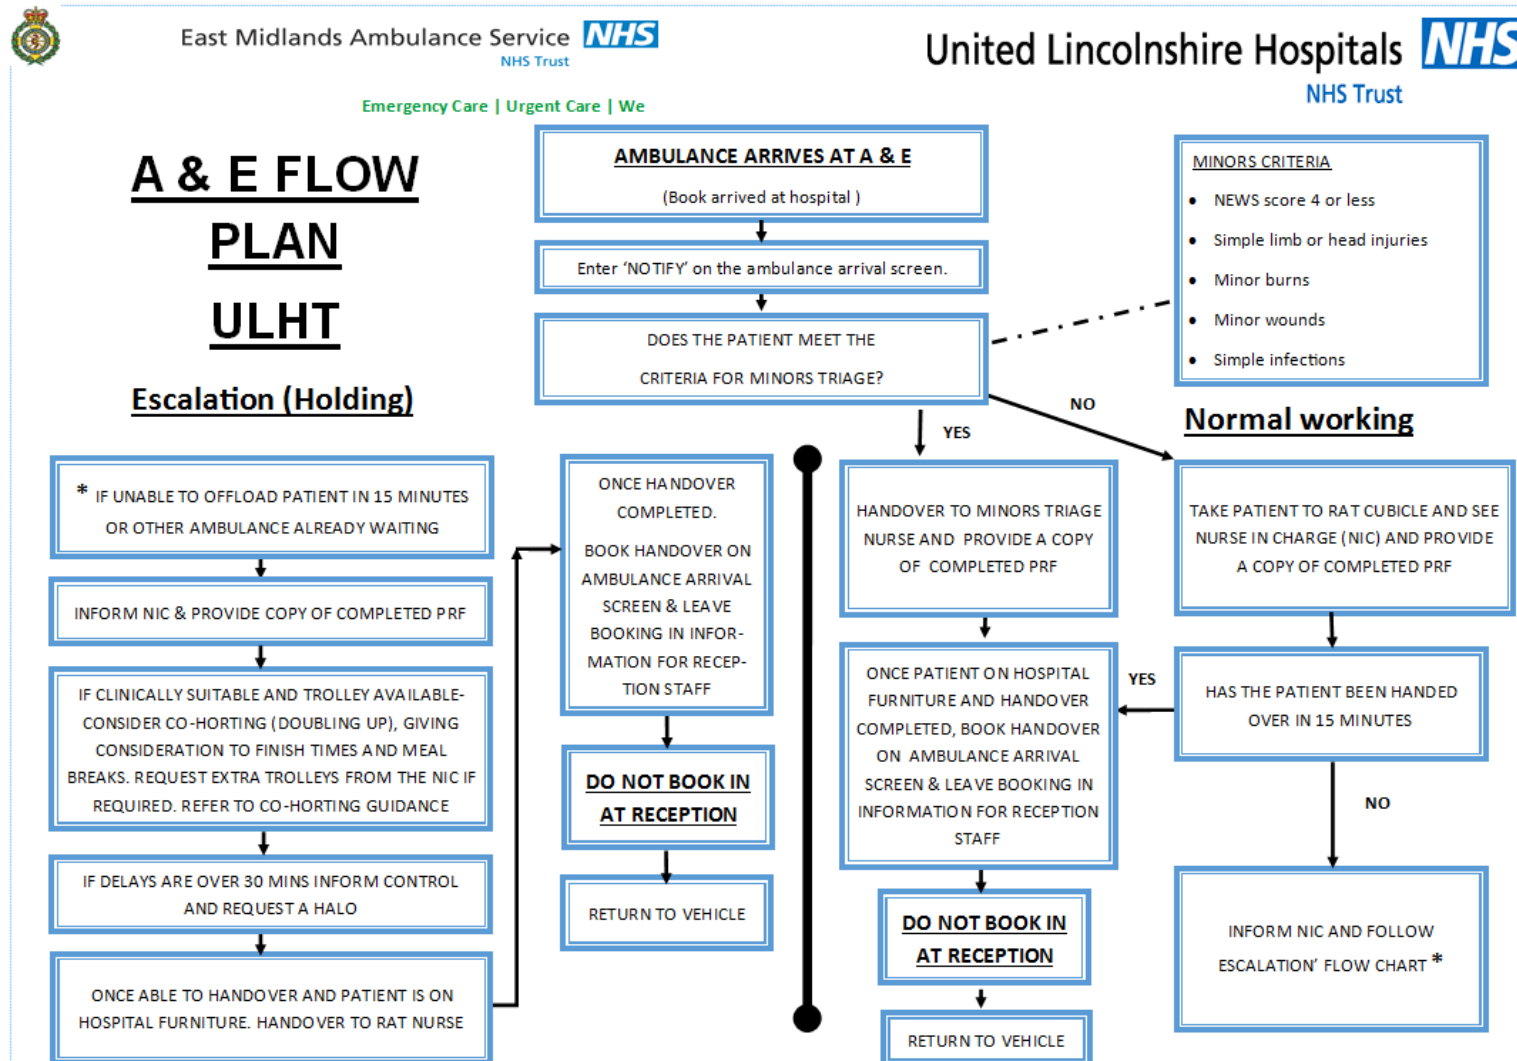 East Midlands Ambulance Service NHS
NHS Trust
Emergency Care | Urgent Care | We
United Lincolnshire Hospitals NHS
NHS Trust
A & E FLOW
PLAN
ULHT
AMBULANCE ARRIVES AT A & E
(Book arrived at hospital )
Enter ‘NOTIFY’ on the ambulance arrival screen.
DOES THE PATIENT MEET THE
CRITERIA FOR MINORS TRIAGE?
MINORS CRITERIA
• NEWS score 4 or less
• Simple limb or head injuries
• Minor burns
• Minor wounds
• Simple infections
Escalation (Holding)
* IF UNABLE TO OFFLOAD PATIENT IN 15 MINUTES
OR OTHER AMBULANCE ALREADY WAITING
INFORM NIC & PROVIDE COPY OF COMPLETED PRF
IF CLINICALLY SUITABLE AND TROLLEY AVAILABLE-
CONSIDER CO-HORTING (DOUBLING UP), GIVING
CONSIDERATION TO FINISH TIMES AND MEAL
BREAKS. REQUEST EXTRA TROLLEYS FROM THE NIC IF
REQUIRED. REFER TO CO-HORTING GUIDANCE
IF DELAYS ARE OVER 30 MINS INFORM CONTROL
AND REQUEST A HALO
ONCE ABLE TO HANDOVER AND PATIENT IS ON
HOSPITAL FURNITURE. HANDOVER TO RAT NURSE
ONCE HANDOVER
COMPLETED.
BOOK HANDOVER ON
AMBULANCE ARRIVAL
SCREEN & LEAVE
BOOKING IN INFOR-
MATION FOR RECEP-
TION STAFF
DO NOT BOOK IN
AT RECEPTION
RETURN TO VEHICLE
YES
NO
Normal working
HANDOVER TO MINORS TRIAGE
NURSE AND PROVIDE A COPY
OF COMPLETED PRF
ONCE PATIENT ON HOSPITAL
FURNITURE AND HANDOVER
COMPLETED, BOOK HANDOVER
ON AMBULANCE ARRIVAL
SCREEN & LEAVE BOOKING IN
INFORMATION FOR RECEPTION
STAFF
DO NOT BOOK IN
AT RECEPTION
RETURN TO VEHICLE
TAKE PATIENT TO RAT CUBICLE AND SEE
NURSE IN CHARGE (NIC) AND PROVIDE
A COPY OF COMPLETED PRF
YES
HAS THE PATIENT BEEN HANDED
OVER IN 15 MINUTES
NO
INFORM NIC AND FOLLOW
ESCALATION’ FLOW CHART *